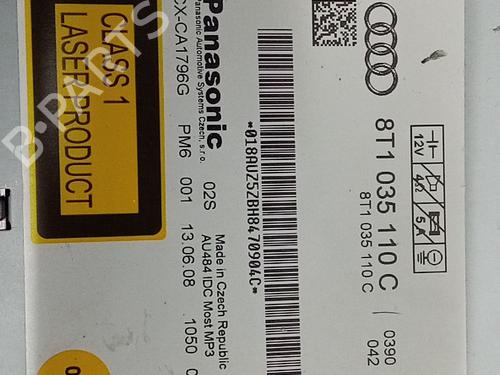 CLASS 1
LASER PRODUCT
Panasonic
Panasonic Automotive Systems Czech, s.r.o.
CX-CA1796G PM6 001 13.06.08 1050
02S
Made in Czech Republic
AU484 IDC Most MP3
*018AUZ5ZBH8470904C*
8T1 035 110 C
8T1 035 110 C
12V 4Ω 5A
0390
042
B-PARTS